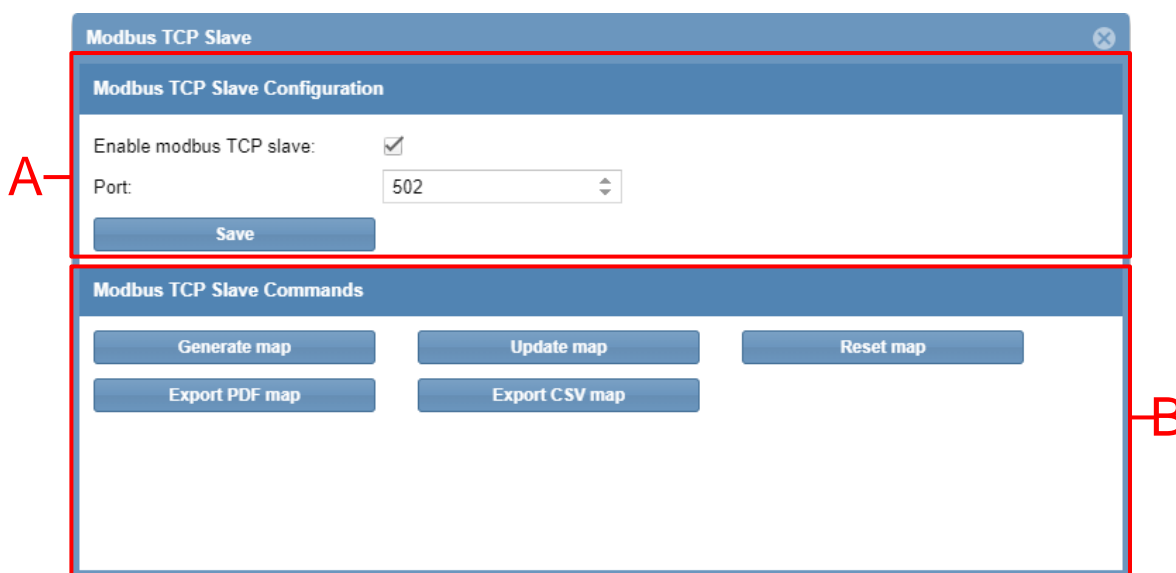 Modbus TCP Slave
Modbus TCP Slave Configuration
Enable modbus TCP slave:
A
Port: 502
Save
Modbus TCP Slave Commands
Generate map Update map Reset map
Export PDF map Export CSV map
B